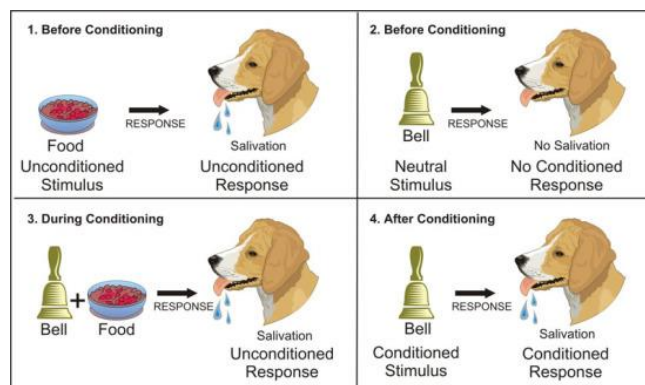 1. Before Conditioning
RESPONSE
Food
Salivation
Unconditioned
Stimulus
Unconditioned
Response
2. Before Conditioning
RESPONSE
Bell
No Salivation
Neutral
Stimulus
No Conditioned
Response
3. During Conditioning
+
RESPONSE
Bell
Food
Salivation
Unconditioned
Response
4. After Conditioning
RESPONSE
Bell
Salivation
Conditioned
Stimulus
Conditioned
Response